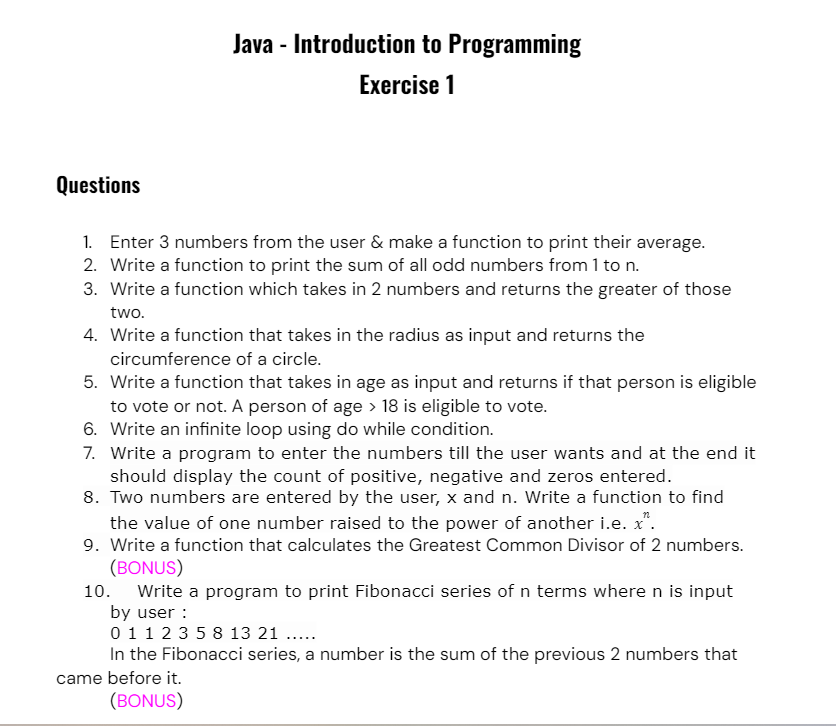 Java - Introduction to Programming
Exercise 1
Questions
1. Enter 3 numbers from the user & make a function to print their average.
2. Write a function to print the sum of all odd numbers from 1 to n.
3. Write a function which takes in 2 numbers and returns the greater of those
two.
4. Write a function that takes in the radius as input and returns the
circumference of a circle.
5. Write a function that takes in age as input and returns if that person is eligible
to vote or not. A person of age > 18 is eligible to vote.
6. Write an infinite loop using do while condition.
7. Write a program to enter the numbers till the user wants and at the end it
should display the count of positive, negative and zeros entered.
8. Two numbers are entered by the user, x and n. Write a function to find
the value of one number raised to the power of another i.e. xⁿ.
9. Write a function that calculates the Greatest Common Divisor of 2 numbers.
(BONUS)
10. Write a program to print Fibonacci series of n terms where n is input
by user :
0 1 1 2 3 5 8 13 21 .....
In the Fibonacci series, a number is the sum of the previous 2 numbers that
came before it.
(BONUS)